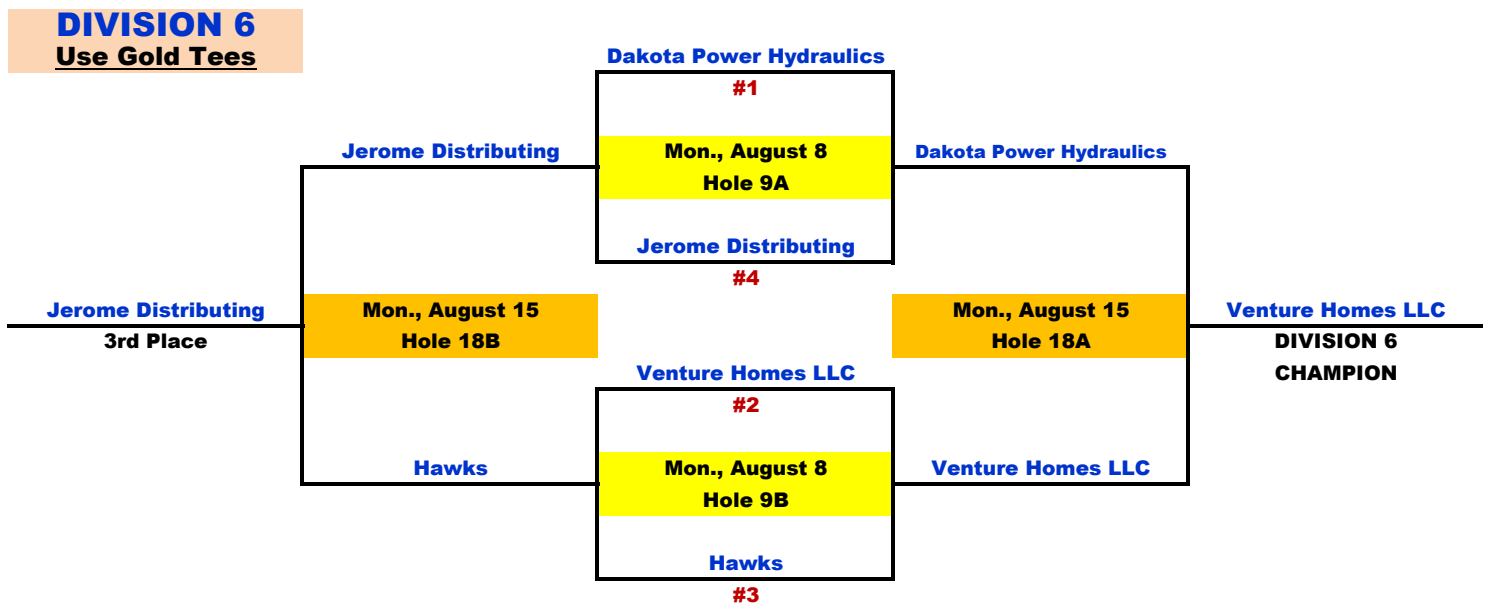 DIVISION 6
Use Gold Tees
Dakota Power Hydraulics
#1
Jerome Distributing
Mon., August 8
Hole 9A
Dakota Power Hydraulics
Jerome Distributing
#4
Jerome Distributing
3rd Place
Mon., August 15
Hole 18B
Mon., August 15
Hole 18A
Venture Homes LLC
DIVISION 6
CHAMPION
Venture Homes LLC
#2
Hawks
Mon., August 8
Hole 9B
Venture Homes LLC
Hawks
#3